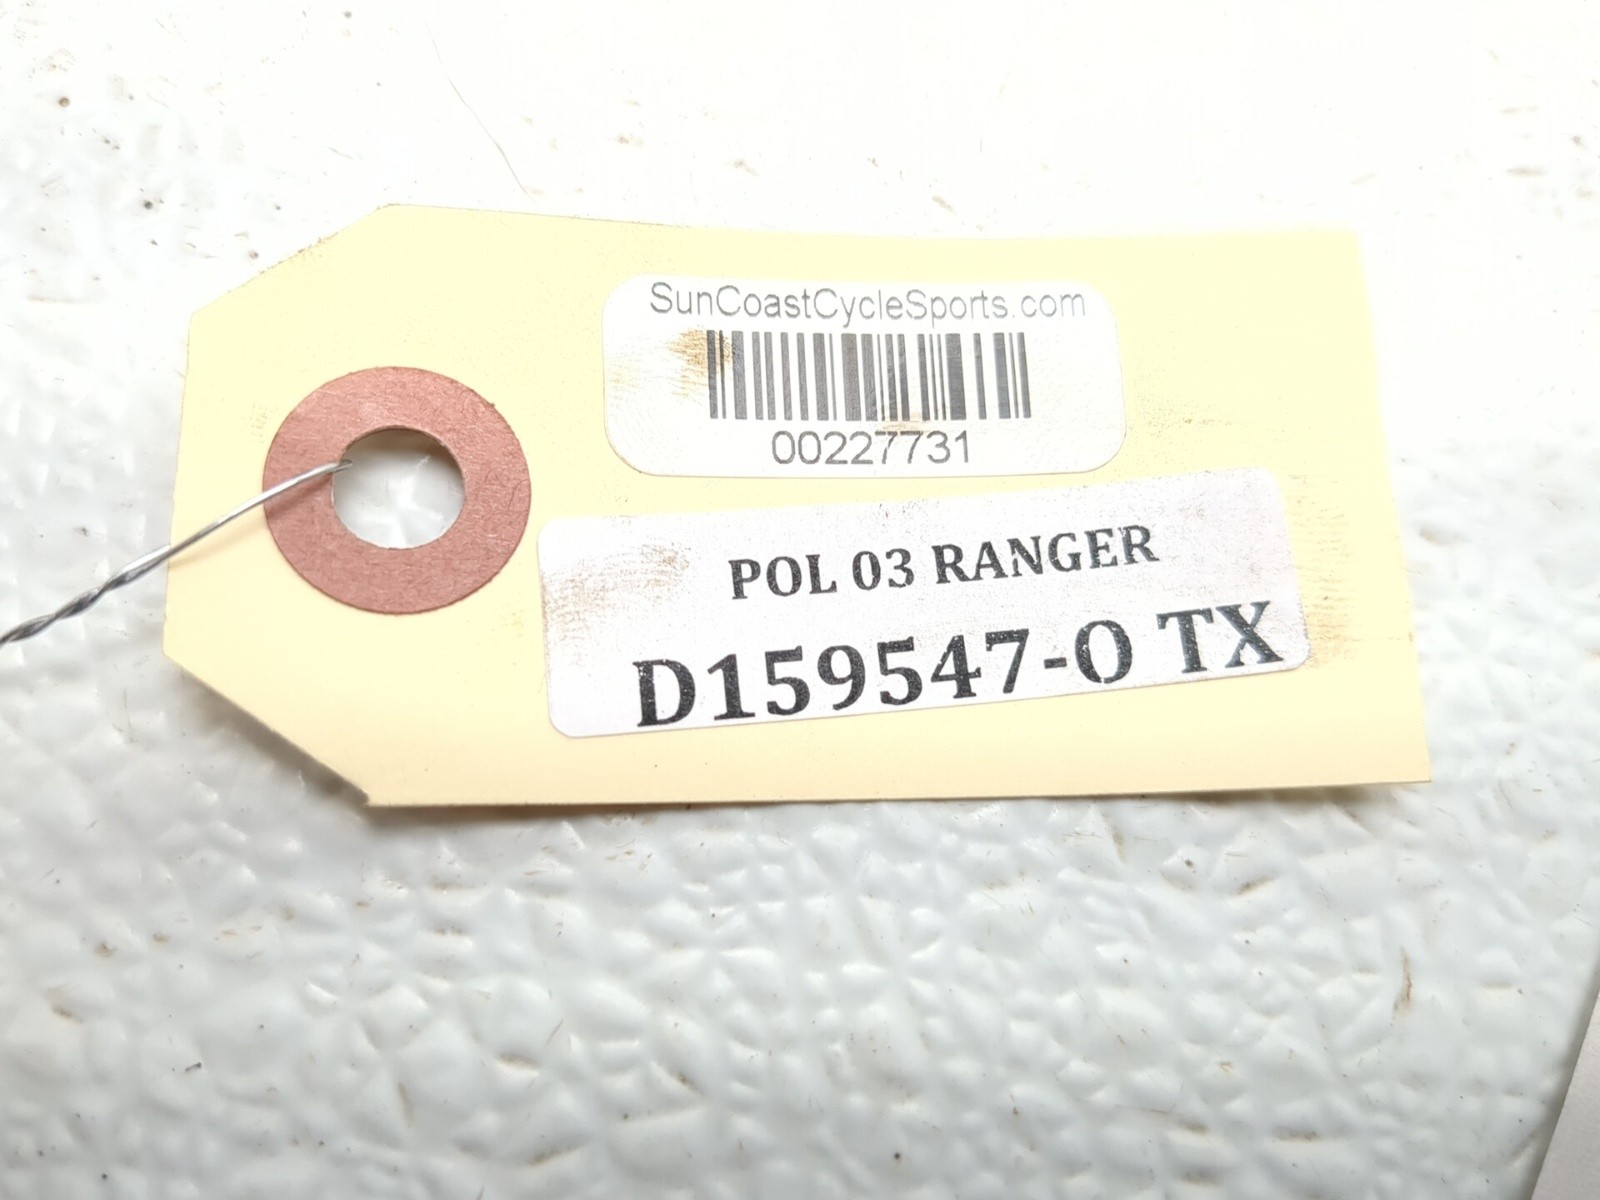 SunCoastCycleSports.com
00227731
POL 03 RANGER
D159547-O TX